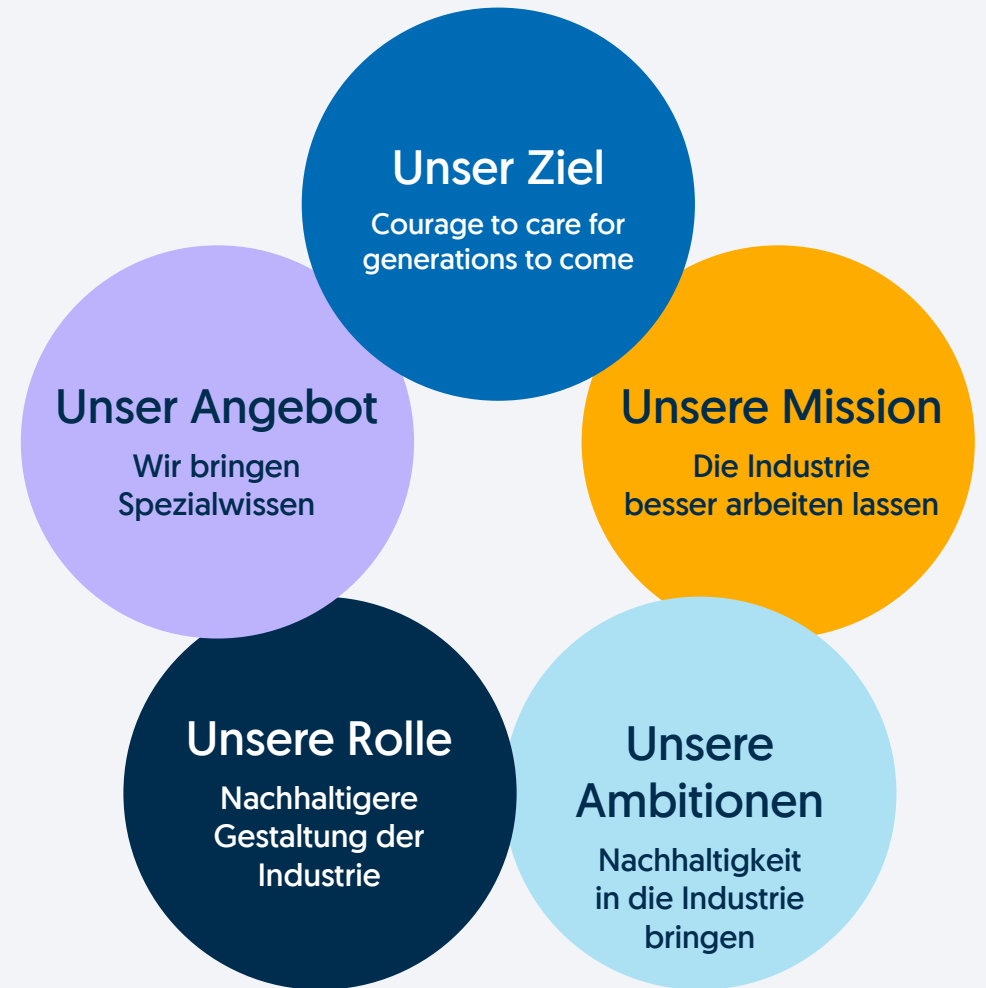 Unser Ziel
Courage to care for
generations to come
Unser Angebot
Wir bringen
Spezialwissen
Unsere Mission
Die Industrie
besser arbeiten lassen
Unsere Rolle
Nachhaltigere
Gestaltung der
Industrie
Unsere
Ambitionen
Nachhaltigkeit
in die Industrie
bringen